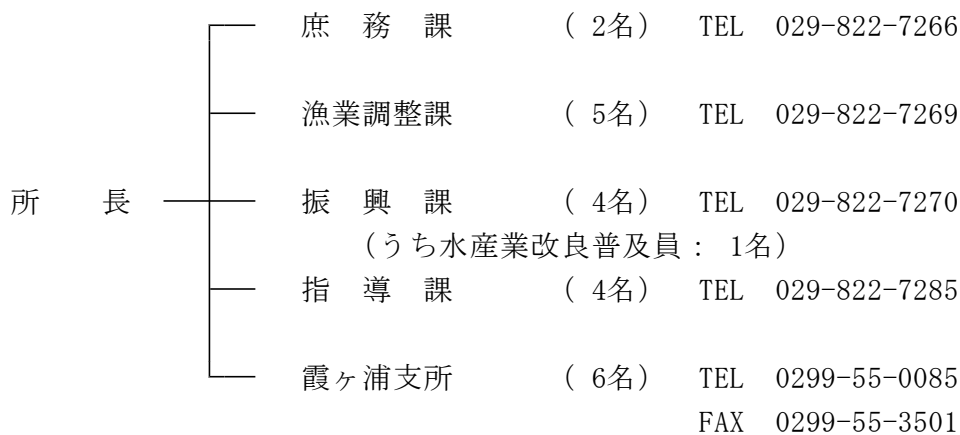 庶　務　課　（ 2名）　TEL　029-822-7266
漁業調整課　（ 5名）　TEL　029-822-7269
所　　長　振　興　課　（ 4名）　TEL　029-822-7270
（うち水産業改良普及員： 1名）
指　導　課　（ 4名）　TEL　029-822-7285
霞ヶ浦支所　（ 6名）　TEL　0299-55-0085
FAX　0299-55-3501